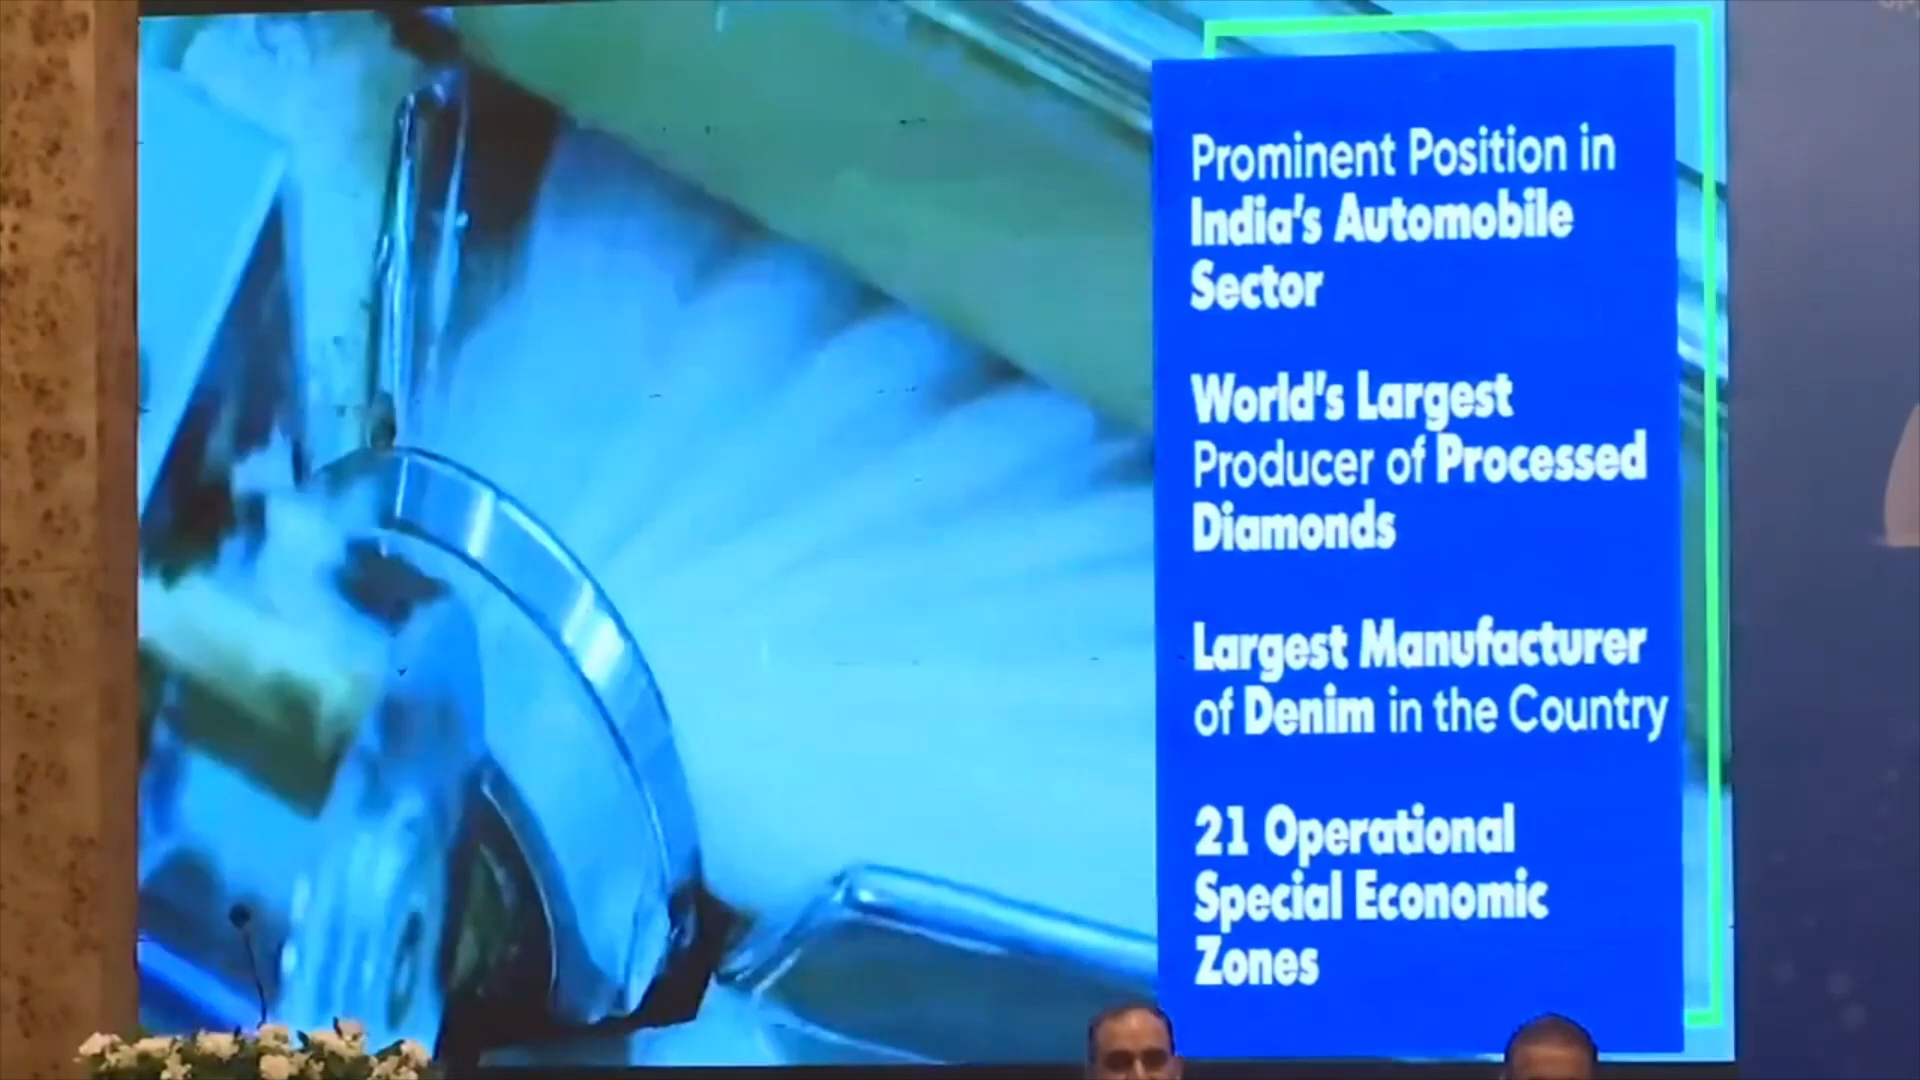 Prominent Position in
India's Automobile
Sector
World's Largest
Producer of Processed
Diamonds
Largest Manufacturer
of Denim in the Country
21 Operational
Special Economic
Zones